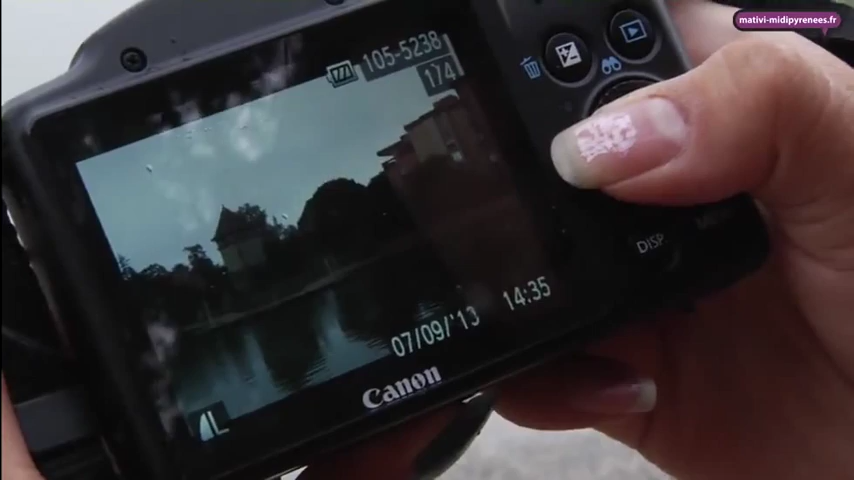 mativi-midipyrenees.fr
105-5238
174
DISP.
07/09/'13 14:35
Canon
L